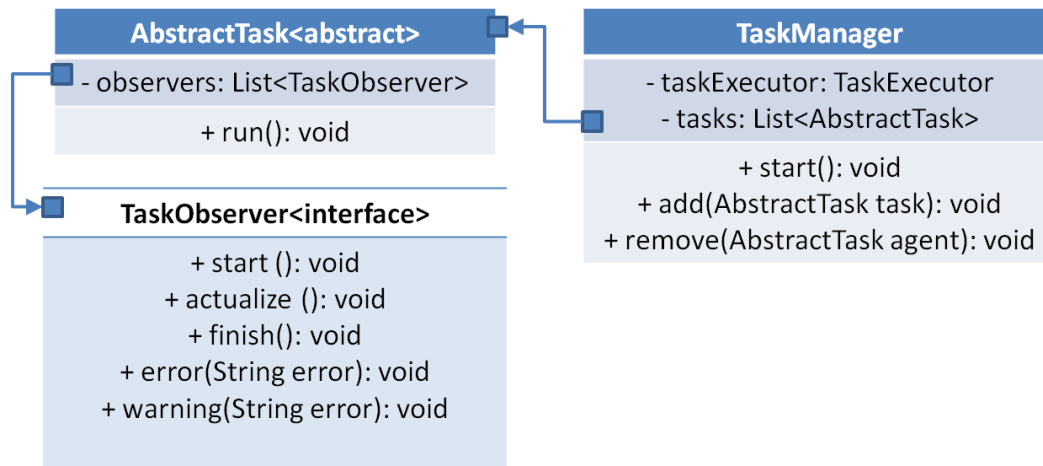 AbstractTask<abstract>
- observers: List<TaskObserver>
+ run(): void
TaskObserver<interface>
+ start (): void
+ actualize (): void
+ finish(): void
+ error(String error): void
+ warning(String error): void
TaskManager
- taskExecutor: TaskExecutor
- tasks: List<AbstractTask>
+ start(): void
+ add(AbstractTask task): void
+ remove(AbstractTask agent): void